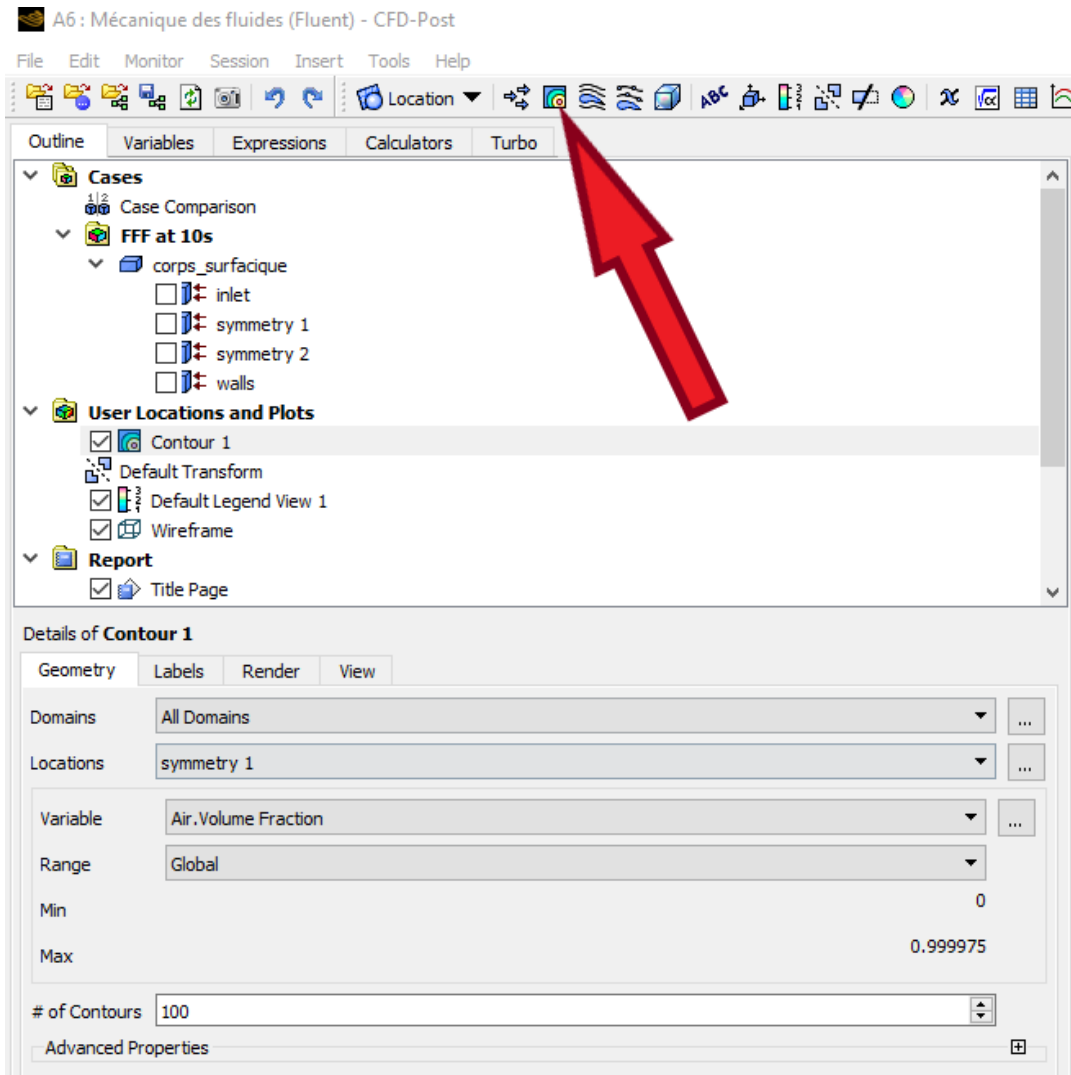 A6 : Mécanique des fluides (Fluent) - CFD-Post
File Edit Monitor Session Insert Tools Help
Location
Outline Variables Expressions Calculators Turbo
Cases
Case Comparison
FFF at 10s
corps_surfacique
inlet
symmetry 1
symmetry 2
walls
User Locations and Plots
Contour 1
Default Transform
Default Legend View 1
Wireframe
Report
Title Page
Details of Contour 1
Geometry Labels Render View
Domains All Domains ...
Locations symmetry 1 ...
Variable Air.Volume Fraction ...
Range Global
Min 0
Max 0.999975
# of Contours 100
Advanced Properties